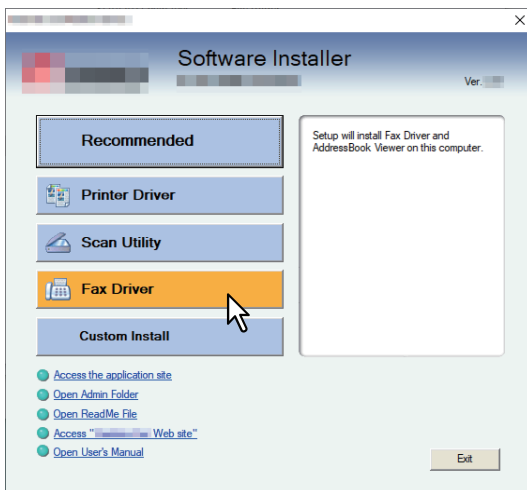 Software Installer
Ver.
Recommended
Printer Driver
Scan Utility
Fax Driver
Custom Install
Setup will install Fax Driver and
AddressBook Viewer on this computer.
Access the application site
Open Admin Folder
Open ReadMe File
Access " Web site"
Open User's Manual
Exit